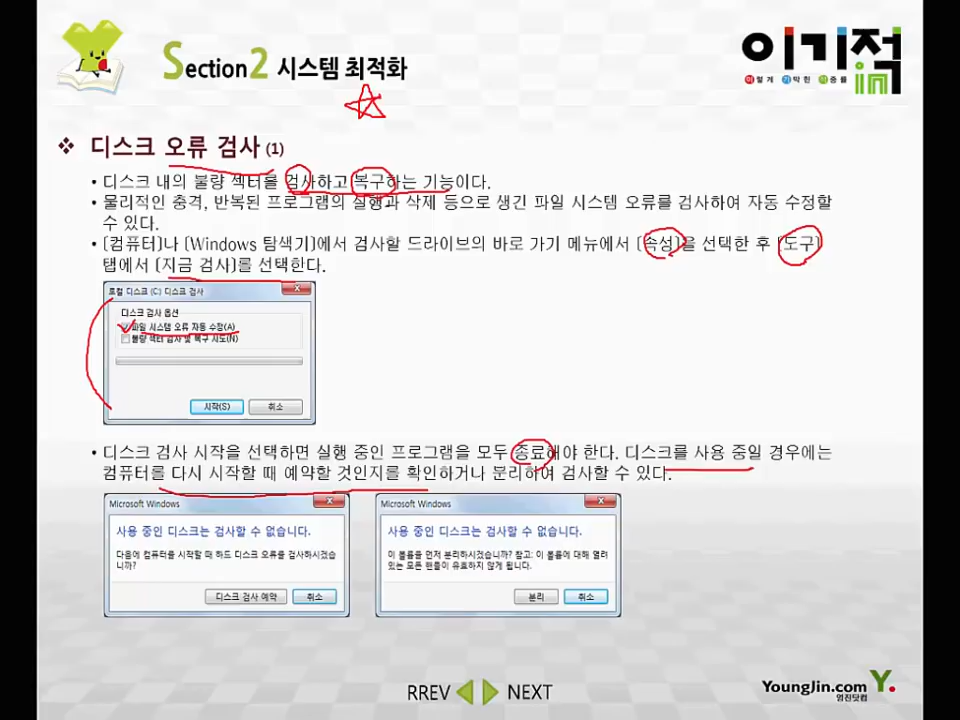 이기적in
이렇게 기막힌 적중률
Section2 시스템 최적화
❖ 디스크 오류 검사 (1)
• 디스크 내의 불량 섹터를 검사하고 복구하는 기능이다.
• 물리적인 충격, 반복된 프로그램의 실행과 삭제 등으로 생긴 파일 시스템 오류를 검사하여 자동 수정할
수 있다.
• [컴퓨터]나 [Windows 탐색기]에서 검사할 드라이브의 바로 가기 메뉴에서 [속성]을 선택한 후 [도구]
탭에서 [지금 검사]를 선택한다.
로컬 디스크 (C:) 디스크 검사
디스크 검사 옵션
파일 시스템 오류 자동 수정(A)
불량 섹터 검사 및 복구 시도(N)
시작(S) 취소
• 디스크 검사 시작을 선택하면 실행 중인 프로그램을 모두 종료해야 한다. 디스크를 사용 중일 경우에는
컴퓨터를 다시 시작할 때 예약할 것인지를 확인하거나 분리하여 검사할 수 있다.
Microsoft Windows
사용 중인 디스크는 검사할 수 없습니다.
다음에 컴퓨터를 시작할 때 하드 디스크 오류를 검사하시겠습
니까?
디스크 검사 예약 취소
Microsoft Windows
사용 중인 디스크는 검사할 수 없습니다.
이 볼륨을 먼저 분리하시겠습니까? 참고: 이 볼륨에 대해 열려
있는 모든 핸들이 유효하지 않게 됩니다.
분리 취소
RREV NEXT
YoungJin.com Y.
영진닷컴